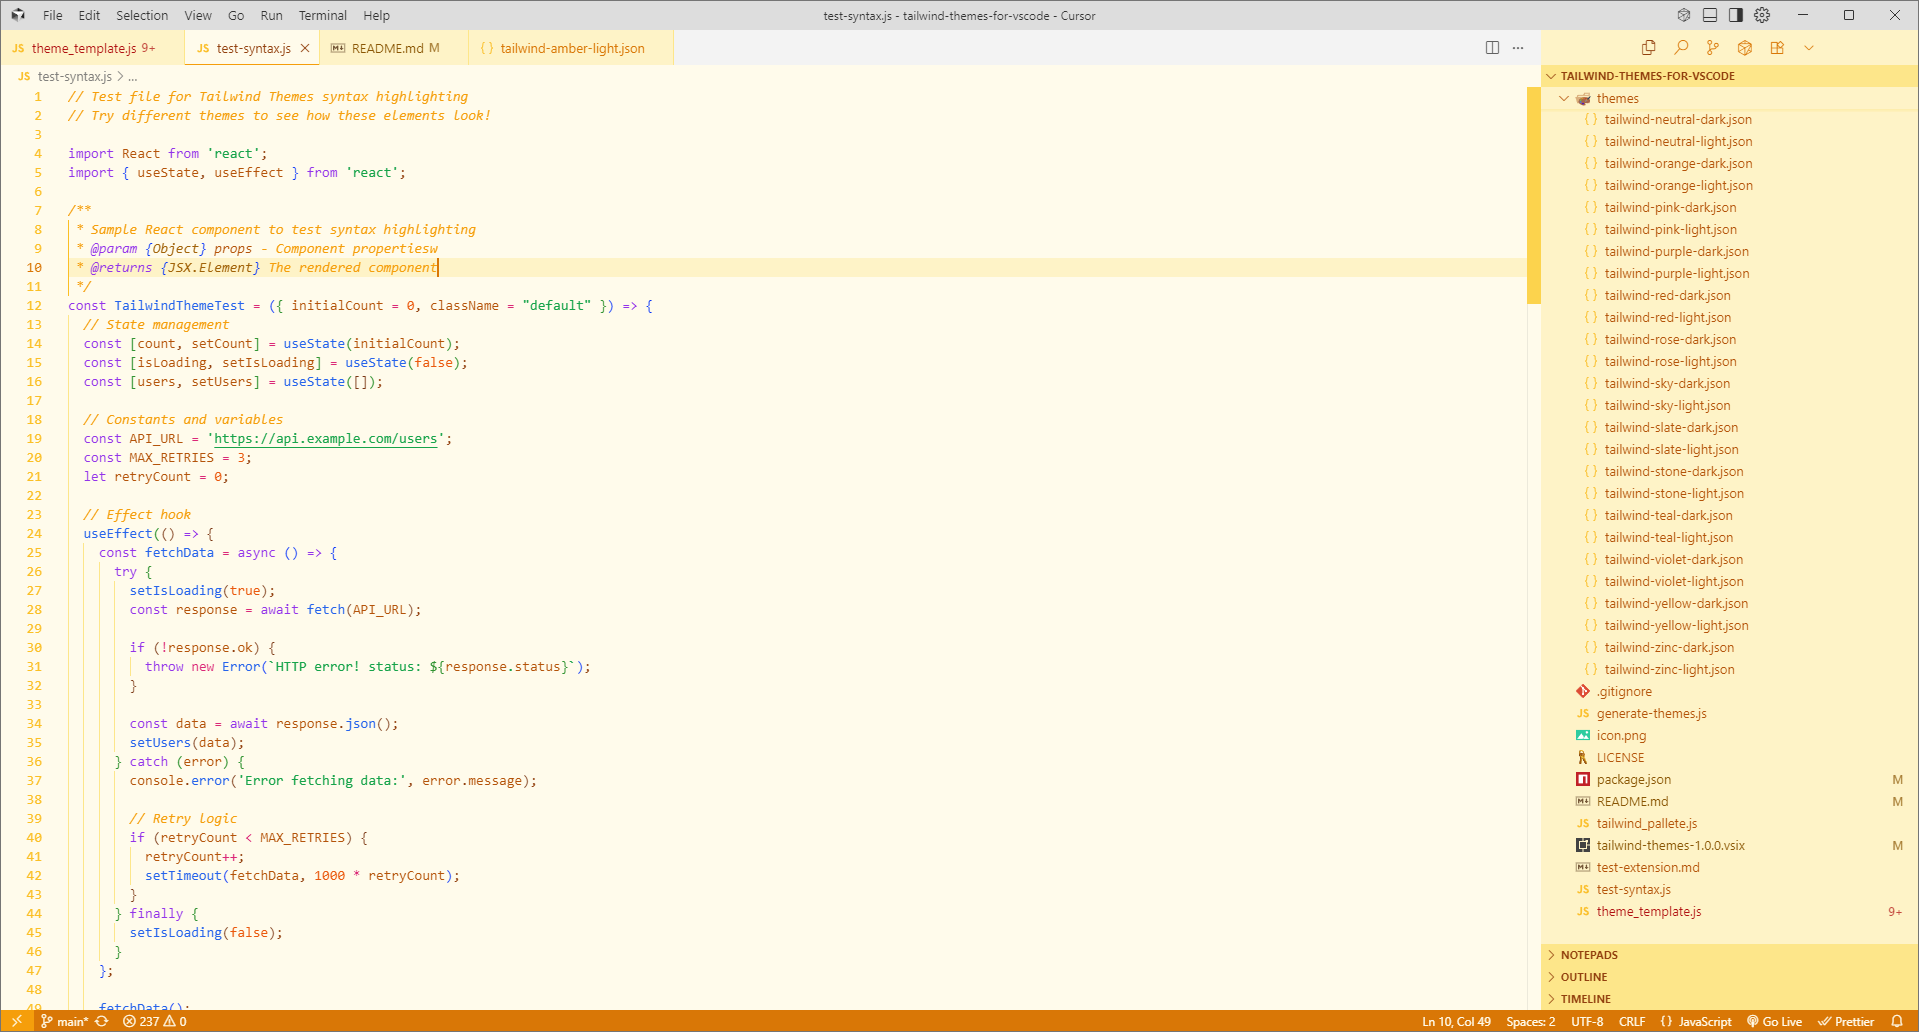 File Edit Selection View Go Run Terminal Help
test-syntax.js - tailwind-themes-for-vscode - Cursor
JS theme_template.js 9+
JS test-syntax.js
README.md M
{ } tailwind-amber-light.json
JS test-syntax.js > ...
1 // Test file for Tailwind Themes syntax highlighting
2 // Try different themes to see how these elements look!
3
4 import React from 'react';
5 import { useState, useEffect } from 'react';
6
7 /**
8 * Sample React component to test syntax highlighting
9 * @param {Object} props - Component propertiesw
10 * @returns {JSX.Element} The rendered component
11 */
12 const TailwindThemeTest = ({ initialCount = 0, className = "default" }) => {
13 // State management
14 const [count, setCount] = useState(initialCount);
15 const [isLoading, setIsLoading] = useState(false);
16 const [users, setUsers] = useState([]);
17
18 // Constants and variables
19 const API_URL = 'https://api.example.com/users';
20 const MAX_RETRIES = 3;
21 let retryCount = 0;
22
23 // Effect hook
24 useEffect(() => {
25 const fetchData = async () => {
26 try {
27 setIsLoading(true);
28 const response = await fetch(API_URL);
29
30 if (!response.ok) {
31 throw new Error(`HTTP error! status: ${response.status}`);
32 }
33
34 const data = await response.json();
35 setUsers(data);
36 } catch (error) {
37 console.error('Error fetching data:', error.message);
38
39 // Retry logic
40 if (retryCount < MAX_RETRIES) {
41 retryCount++;
42 setTimeout(fetchData, 1000 * retryCount);
43 }
44 } finally {
45 setIsLoading(false);
46 }
47 };
48
49 fetchData();
TAILWIND-THEMES-FOR-VSCODE
themes
{ } tailwind-neutral-dark.json
{ } tailwind-neutral-light.json
{ } tailwind-orange-dark.json
{ } tailwind-orange-light.json
{ } tailwind-pink-dark.json
{ } tailwind-pink-light.json
{ } tailwind-purple-dark.json
{ } tailwind-purple-light.json
{ } tailwind-red-dark.json
{ } tailwind-red-light.json
{ } tailwind-rose-dark.json
{ } tailwind-rose-light.json
{ } tailwind-sky-dark.json
{ } tailwind-sky-light.json
{ } tailwind-slate-dark.json
{ } tailwind-slate-light.json
{ } tailwind-stone-dark.json
{ } tailwind-stone-light.json
{ } tailwind-teal-dark.json
{ } tailwind-teal-light.json
{ } tailwind-violet-dark.json
{ } tailwind-violet-light.json
{ } tailwind-yellow-dark.json
{ } tailwind-yellow-light.json
{ } tailwind-zinc-dark.json
{ } tailwind-zinc-light.json
.gitignore
JS generate-themes.js
icon.png
LICENSE
package.json M
README.md M
JS tailwind_pallete.js
tailwind-themes-1.0.0.vsix M
test-extension.md
JS test-syntax.js
JS theme_template.js 9+
NOTEPADS
OUTLINE
TIMELINE
main* 237 0
Ln 10, Col 49 Spaces: 2 UTF-8 CRLF { } JavaScript Go Live Prettier